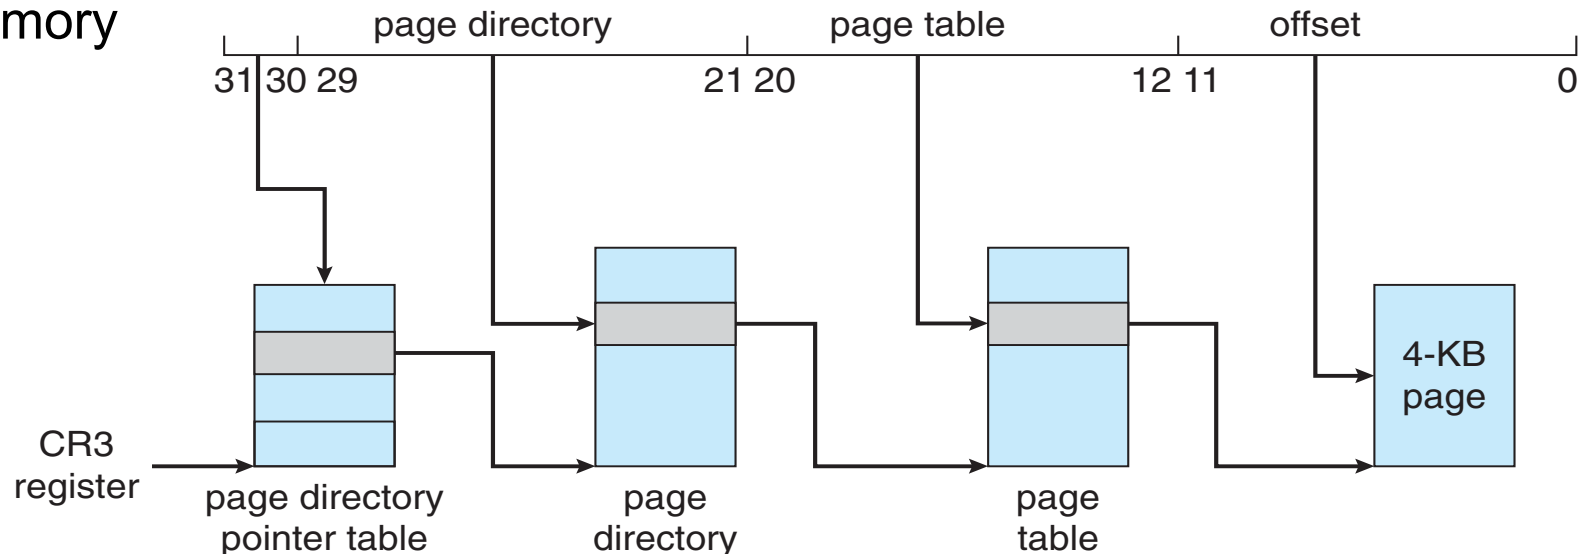 mory
page directory
page table
offset
31 30 29
21 20
12 11
0
4-KB
page
CR3
register
page directory
pointer table
page
directory
page
table